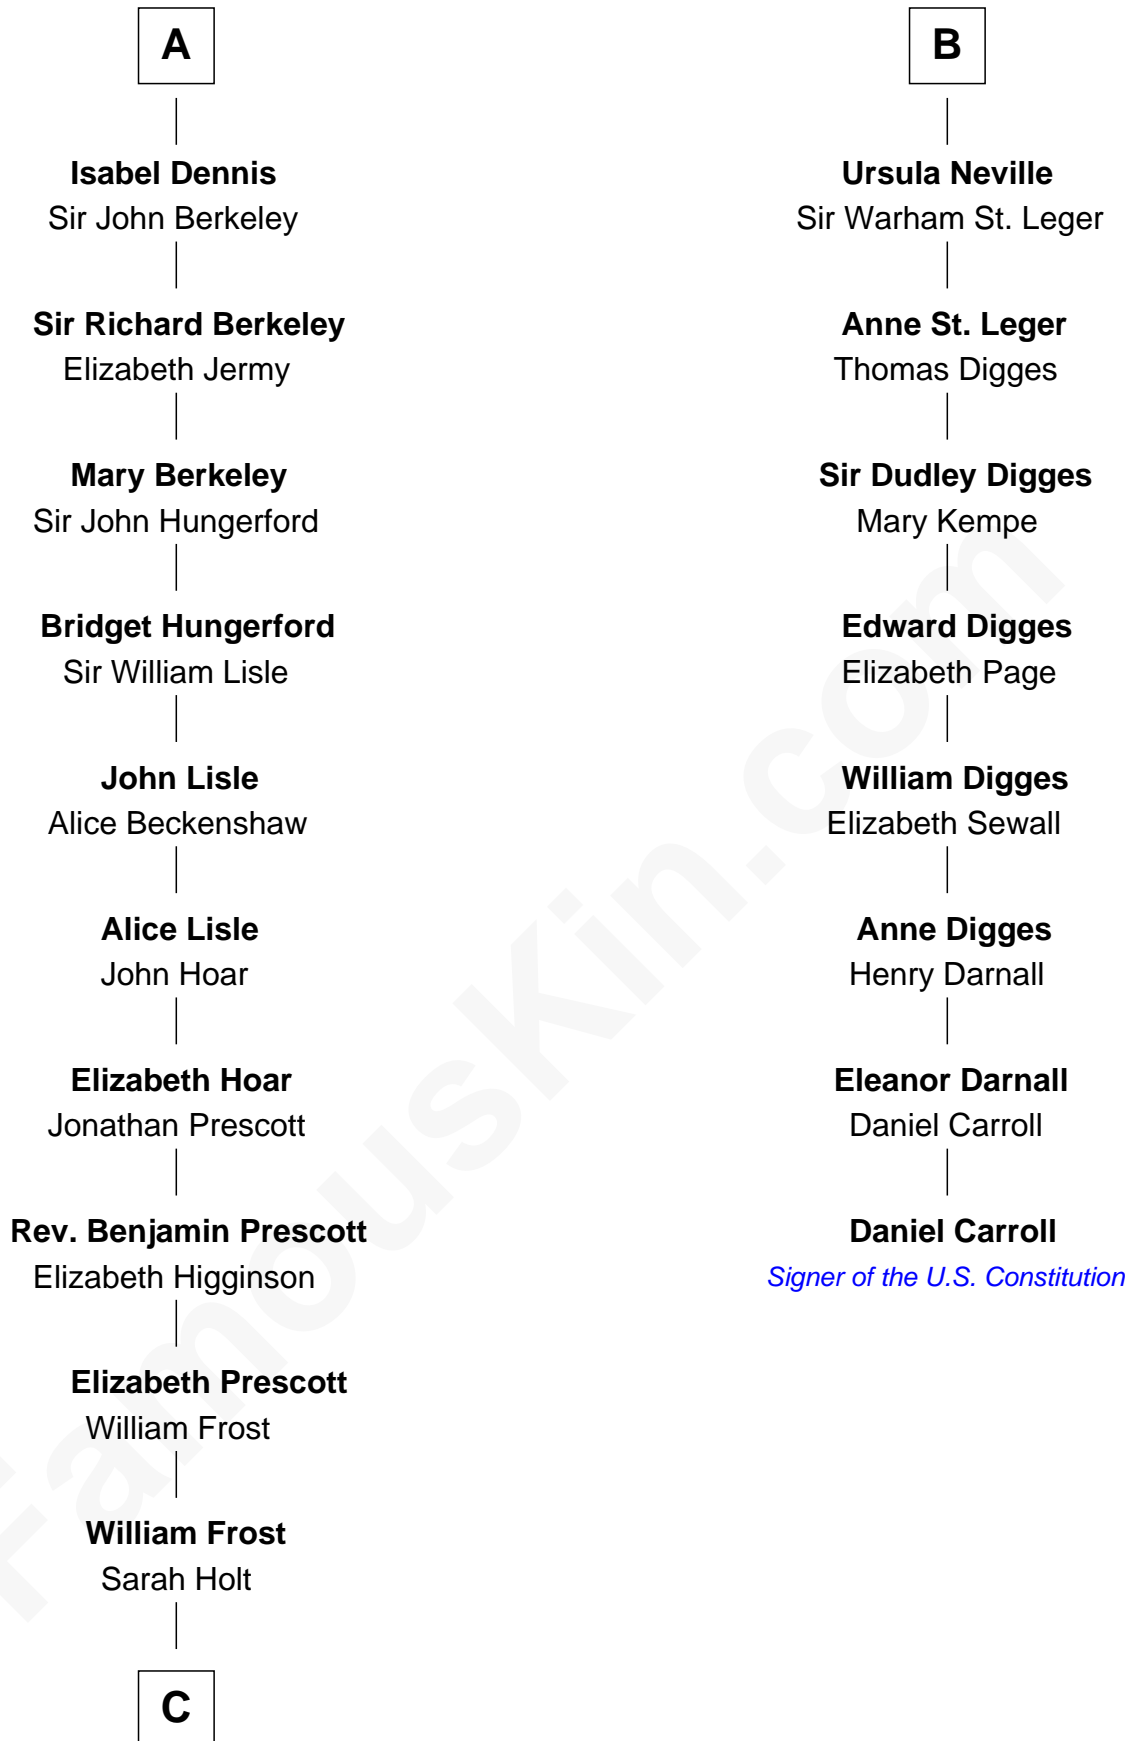 A
Isabel Dennis
Sir John Berkeley
Sir Richard Berkeley
Elizabeth Jermy
Mary Berkeley
Sir John Hungerford
Bridget Hungerford
Sir William Lisle
John Lisle
Alice Beckenshaw
Alice Lisle
John Hoar
Elizabeth Hoar
Jonathan Prescott
Rev. Benjamin Prescott
Elizabeth Higginson
Elizabeth Prescott
William Frost
William Frost
Sarah Holt
C
B
Ursula Neville
Sir Warham St. Leger
Anne St. Leger
Thomas Digges
Sir Dudley Digges
Mary Kempe
Edward Digges
Elizabeth Page
William Digges
Elizabeth Sewall
Anne Digges
Henry Darnall
Eleanor Darnall
Daniel Carroll
Daniel Carroll
Signer of the U.S. Constitution
FamousKin.com